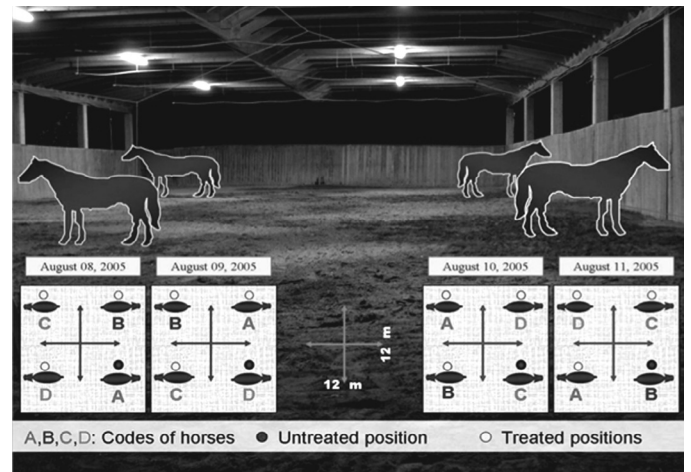 August 08, 2005
August 09, 2005
August 10, 2005
August 11, 2005
C B B A A D D C
12 m
12 m
D A C D B C A B
A,B,C,D: Codes of horses Untreated position Treated positions